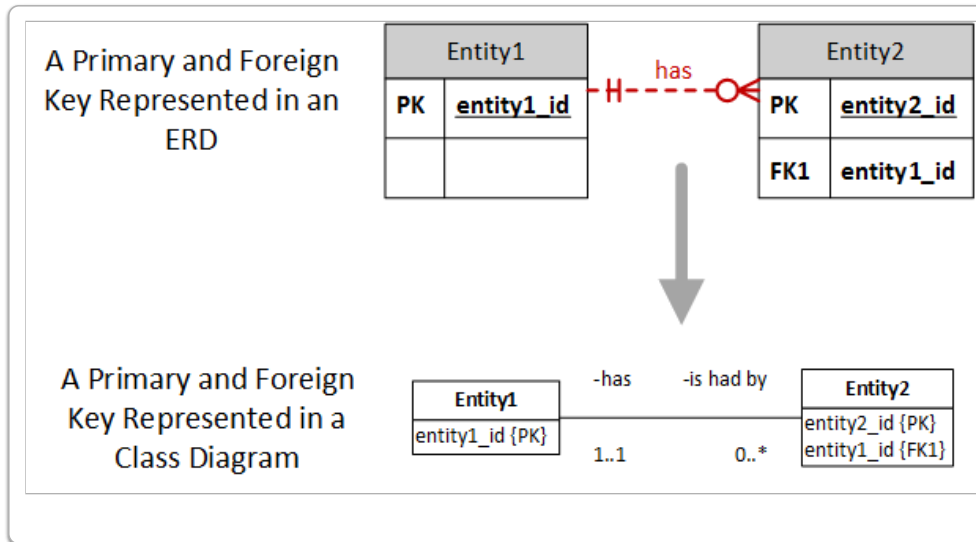 A Primary and Foreign
Key Represented in an
ERD
Entity1
PK entity1_id
has
Entity2
PK entity2_id
FK1 entity1_id
A Primary and Foreign
Key Represented in a
Class Diagram
Entity1
entity1_id {PK}
-has -is had by
1..1 0..*
Entity2
entity2_id {PK}
entity1_id {FK1}